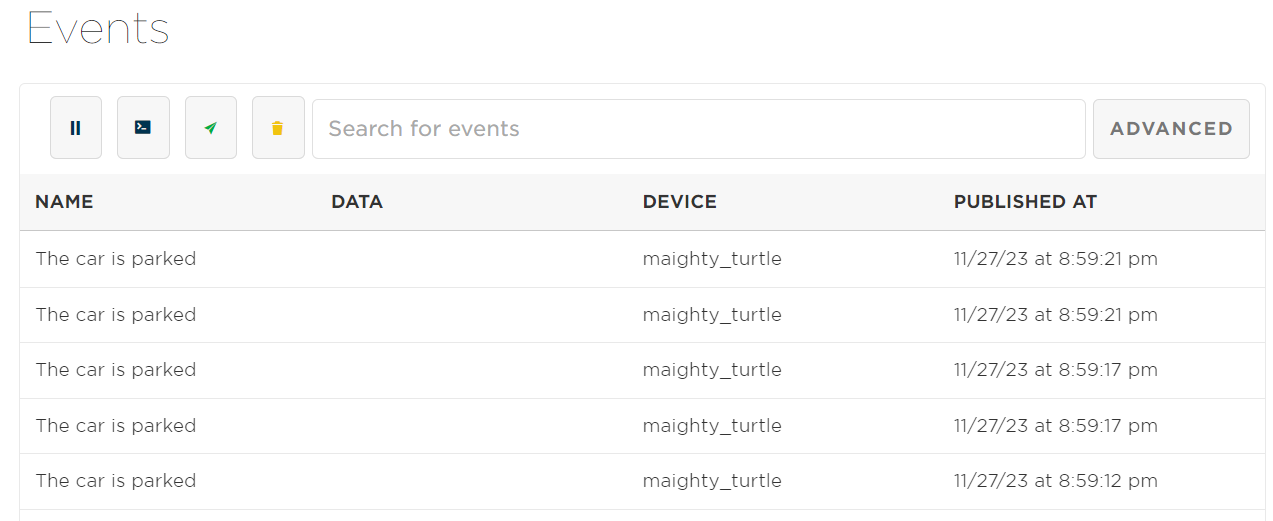 Events
Search for events ADVANCED
NAME DATA DEVICE PUBLISHED AT
The car is parked maighty_turtle 11/27/23 at 8:59:21 pm
The car is parked maighty_turtle 11/27/23 at 8:59:21 pm
The car is parked maighty_turtle 11/27/23 at 8:59:17 pm
The car is parked maighty_turtle 11/27/23 at 8:59:17 pm
The car is parked maighty_turtle 11/27/23 at 8:59:12 pm